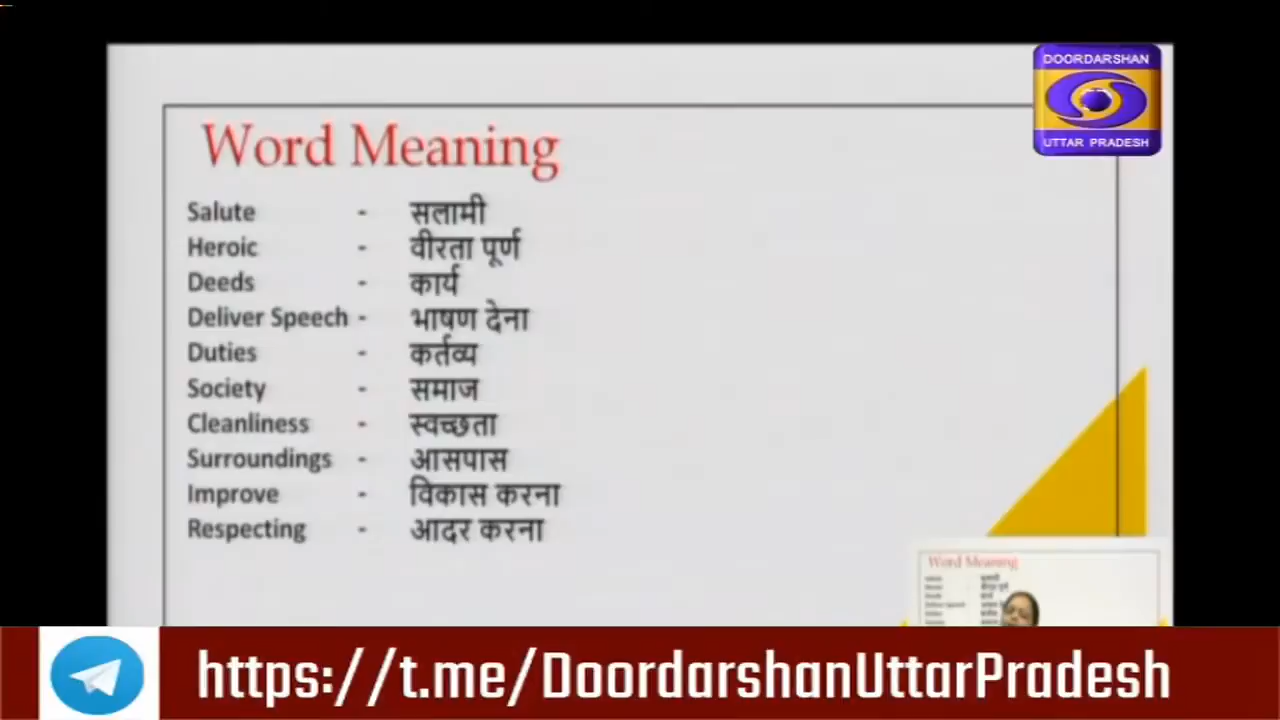 DOORDARSHAN
UTTAR PRADESH
Word Meaning
Salute - सलामी
Heroic - वीरता पूर्ण
Deeds - कार्य
Deliver Speech - भाषण देना
Duties - कर्तव्य
Society - समाज
Cleanliness - स्वच्छता
Surroundings - आसपास
Improve - विकास करना
Respecting - आदर करना
Word Meaning
https://t.me/DoordarshanUttarPradesh